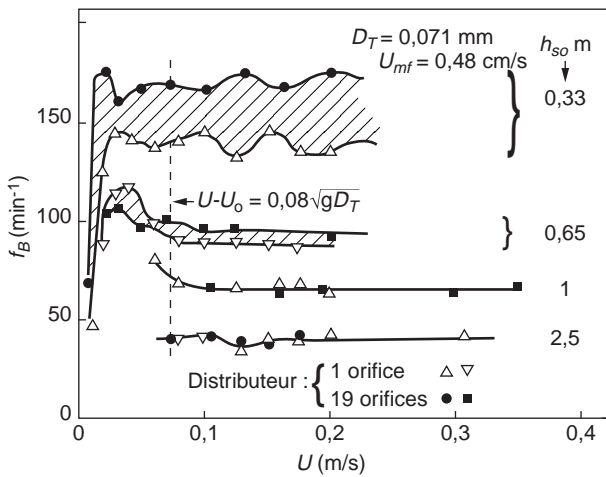 D_T = 0,071 mm
U_mf = 0,48 cm/s
h_so m
f_B (min⁻¹)
150
100
50
0
0,33
U-U_o = 0,08√gD_T
0,65
1
2,5
Distributeur : { 1 orifice △ ▽
19 orifices ● ■
0 0,1 0,2 0,3 0,4
U (m/s)